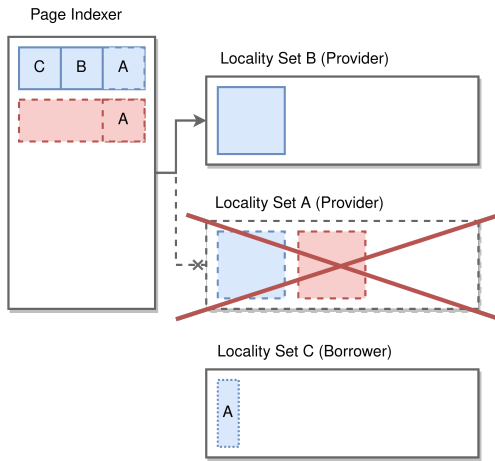 Page Indexer
C B A
A
Locality Set B (Provider)
Locality Set A (Provider)
Locality Set C (Borrower)
A